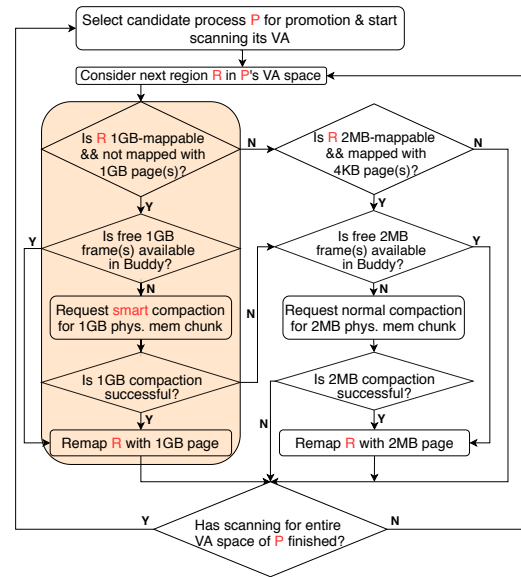 Select candidate process P for promotion & start
scanning its VA
Consider next region R in P's VA space
Is R 1GB-mappable
&& not mapped with
1GB page(s)?
N
Is R 2MB-mappable
&& mapped with
4KB page(s)?
N
Y
Y
Y
Is free 1GB
frame(s) available
in Buddy?
Is free 2MB
frame(s) available
in Buddy?
Y
N
N
N
Request smart compaction
for 1GB phys. mem chunk
Request normal compaction
for 2MB phys. mem chunk
Is 1GB compaction
successful?
Is 2MB compaction
successful?
Y
Y
N
Remap R with 1GB page
Remap R with 2MB page
Y
Has scanning for entire
VA space of P finished?
N